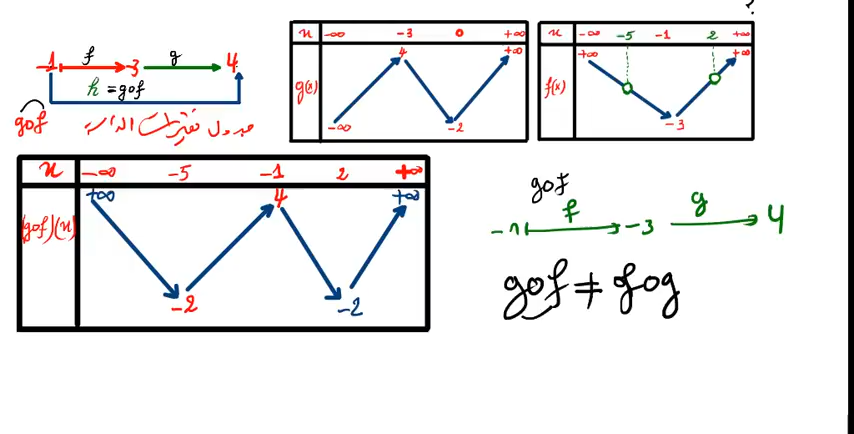 ?
-1 f -3 g 4
h = gof
gof جدول تغيرات الدالة
x -∞ -3 0 +∞
g(x) -∞ 4 -2 +∞
x -∞ -5 -1 2 +∞
f(x) +∞ -3 +∞
x -∞ -5 -1 2 +∞
(gof)(x) +∞ -2 4 -2 +∞
gof
-1 f -3 g 4
gof ≠ fog